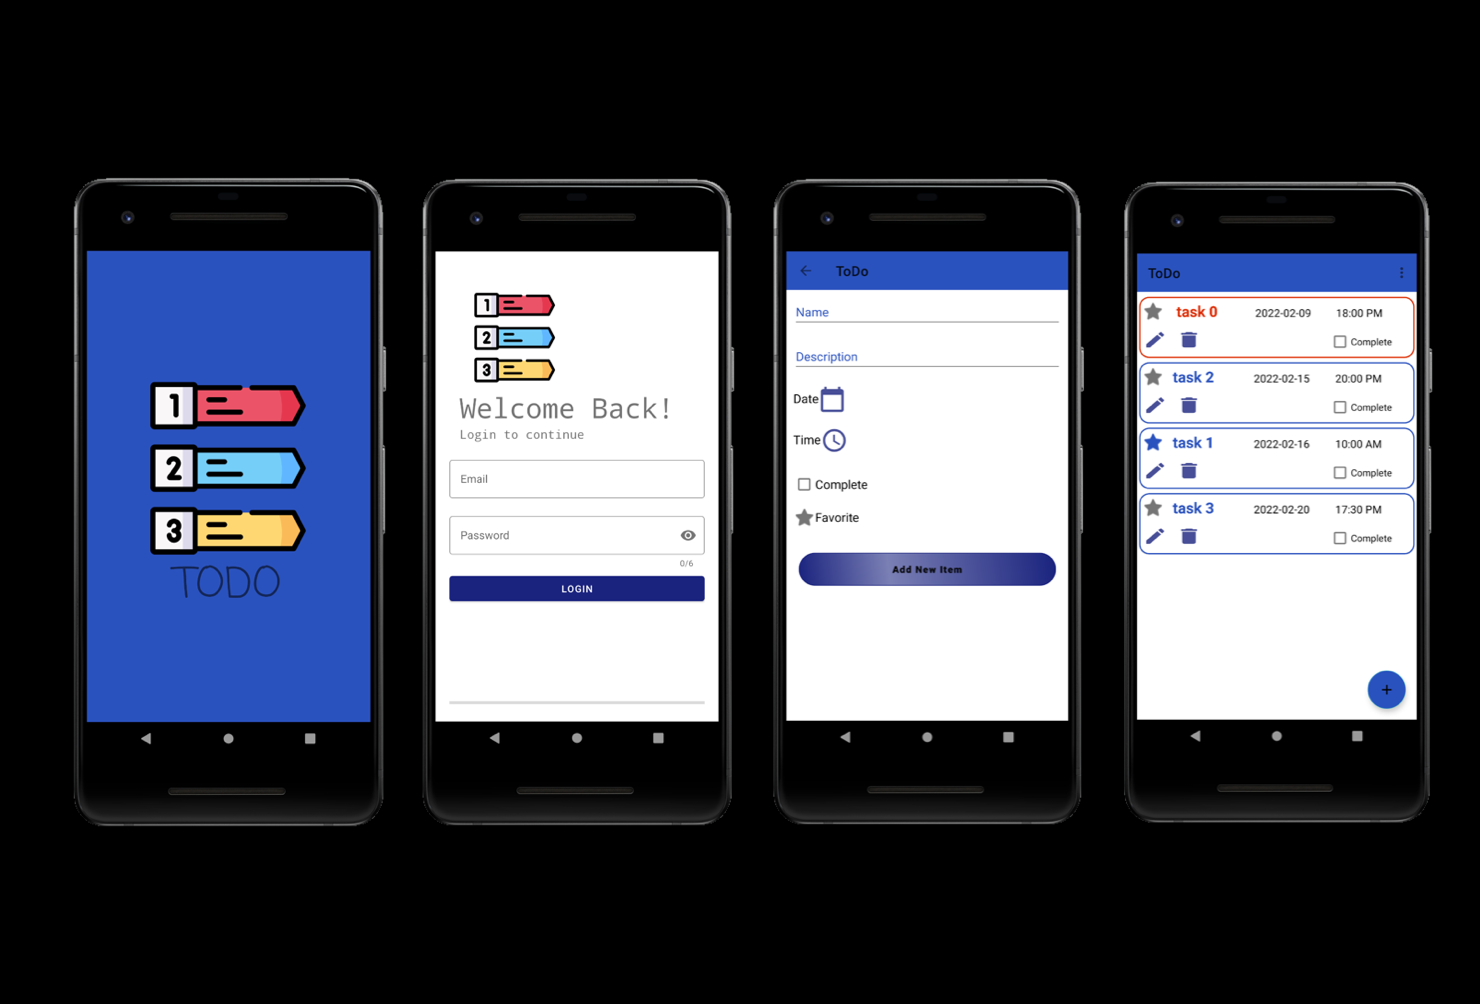 1
2
3
TODO
1
2
3
Welcome Back!
Login to continue
Email
Password
0/6
LOGIN
ToDo
Name
Description
Date
Time
Complete
Favorite
Add New Item
ToDo
task 0 2022-02-09 18:00 PM
Complete
task 2 2022-02-15 20:00 PM
Complete
task 1 2022-02-16 10:00 AM
Complete
task 3 2022-02-20 17:30 PM
Complete
+